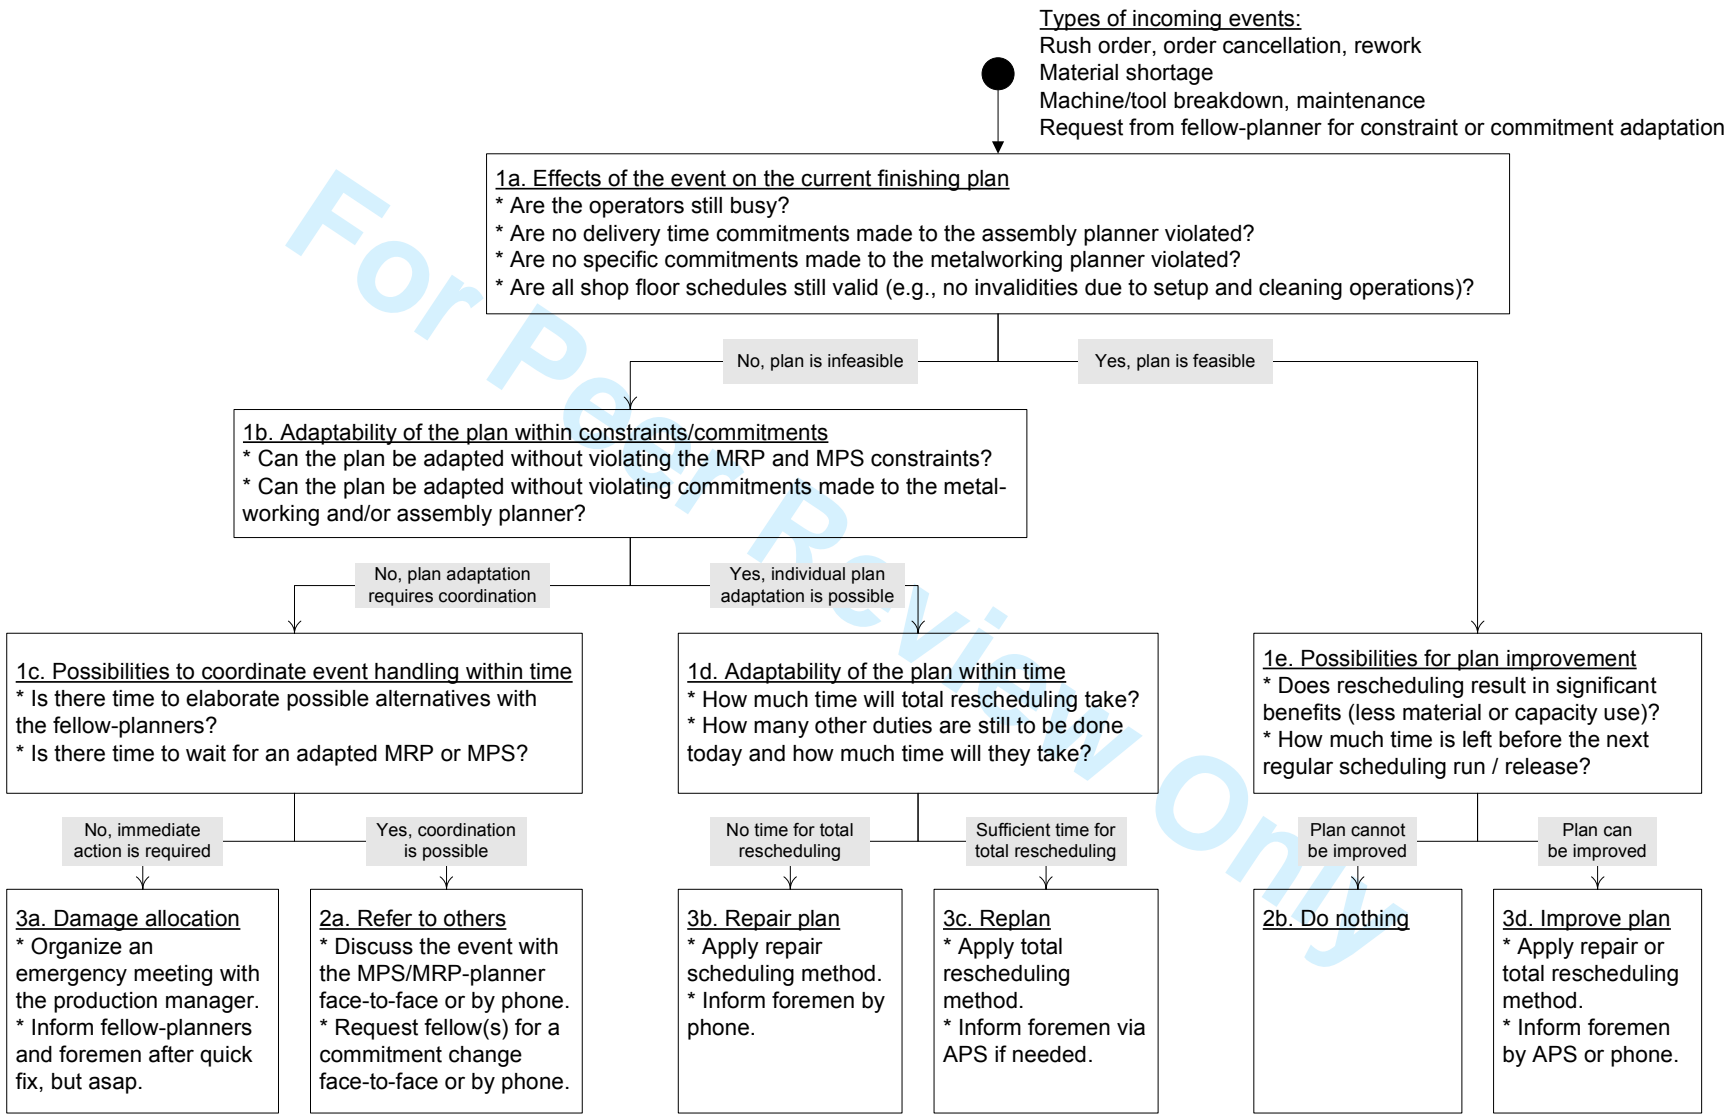 Types of incoming events:
Rush order, order cancellation, rework
Material shortage
Machine/tool breakdown, maintenance
Request from fellow-planner for constraint or commitment adaptation
1a. Effects of the event on the current finishing plan
* Are the operators still busy?
* Are no delivery time commitments made to the assembly planner violated?
* Are no specific commitments made to the metalworking planner violated?
* Are all shop floor schedules still valid (e.g., no invalidities due to setup and cleaning operations)?
No, plan is infeasible
Yes, plan is feasible
1b. Adaptability of the plan within constraints/commitments
* Can the plan be adapted without violating the MRP and MPS constraints?
* Can the plan be adapted without violating commitments made to the metal-
working and/or assembly planner?
No, plan adaptation
requires coordination
Yes, individual plan
adaptation is possible
1c. Possibilities to coordinate event handling within time
* Is there time to elaborate possible alternatives with
the fellow-planners?
* Is there time to wait for an adapted MRP or MPS?
1d. Adaptability of the plan within time
* How much time will total rescheduling take?
* How many other duties are still to be done
today and how much time will they take?
1e. Possibilities for plan improvement
* Does rescheduling result in significant
benefits (less material or capacity use)?
* How much time is left before the next
regular scheduling run / release?
No, immediate
action is required
Yes, coordination
is possible
No time for total
rescheduling
Sufficient time for
total rescheduling
Plan cannot
be improved
Plan can
be improved
3a. Damage allocation
* Organize an
emergency meeting with
the production manager.
* Inform fellow-planners
and foremen after quick
fix, but asap.
2a. Refer to others
* Discuss the event with
the MPS/MRP-planner
face-to-face or by phone.
* Request fellow(s) for a
commitment change
face-to-face or by phone.
3b. Repair plan
* Apply repair
scheduling method.
* Inform foremen by
phone.
3c. Replan
* Apply total
rescheduling
method.
* Inform foremen via
APS if needed.
2b. Do nothing
3d. Improve plan
* Apply repair or
total rescheduling
method.
* Inform foremen
by APS or phone.
For Peer Review Only